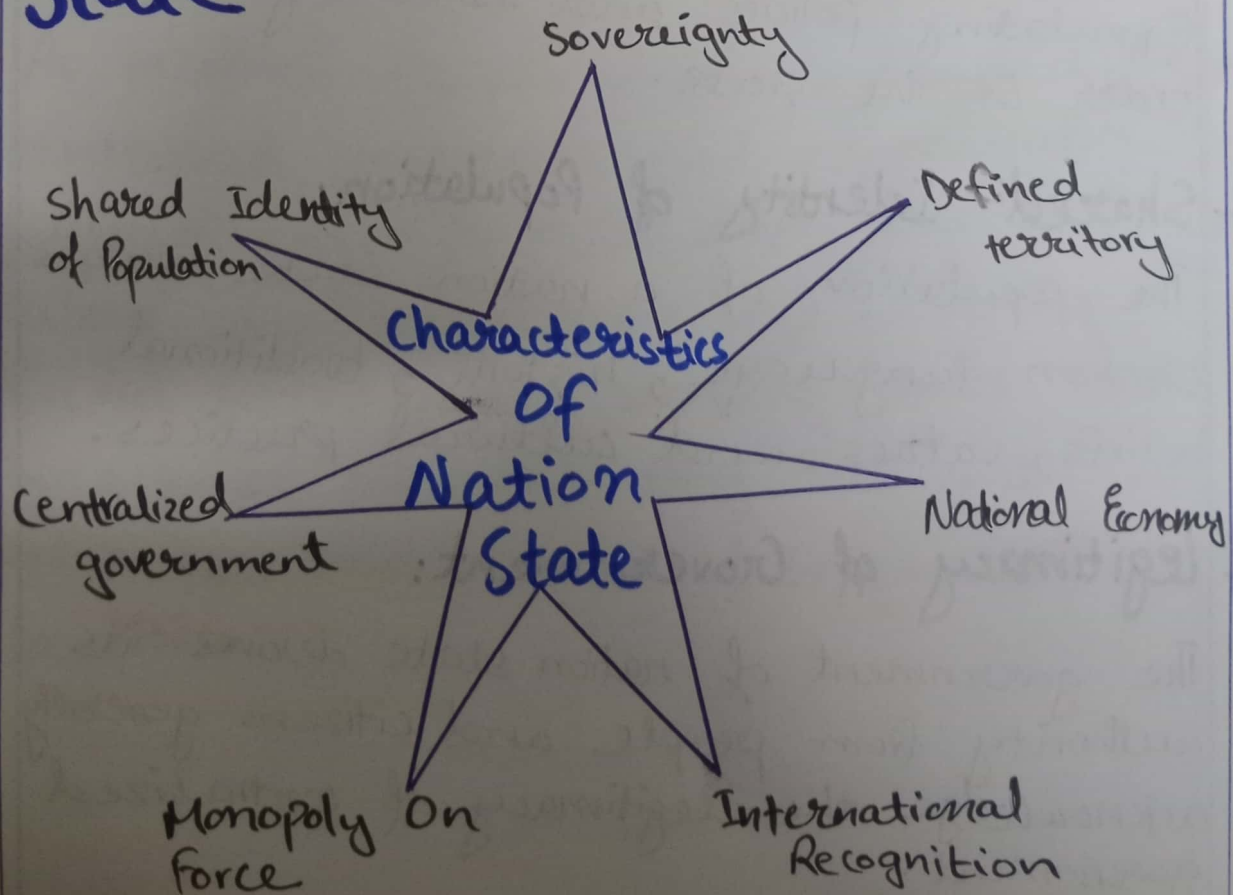 State
Sovereignty
Shared Identity
of Population
Defined
territory
Characteristics
Of
Nation
State
Centralized
government
National Economy
Monopoly On
Force
International
Recognition